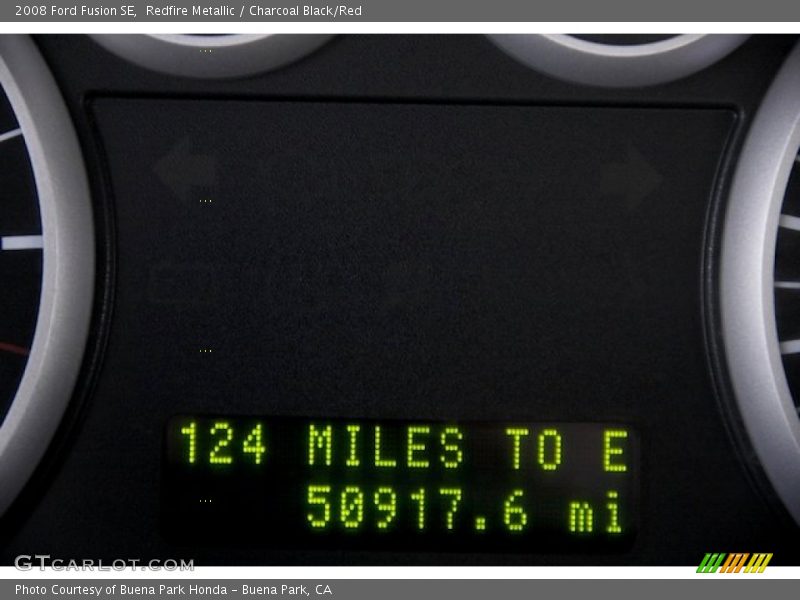 2008 Ford Fusion SE, Redfire Metallic / Charcoal Black/Red
124 MILES TO E
50917.6 mi
GTCARLOT.COM
Photo Courtesy of Buena Park Honda - Buena Park, CA